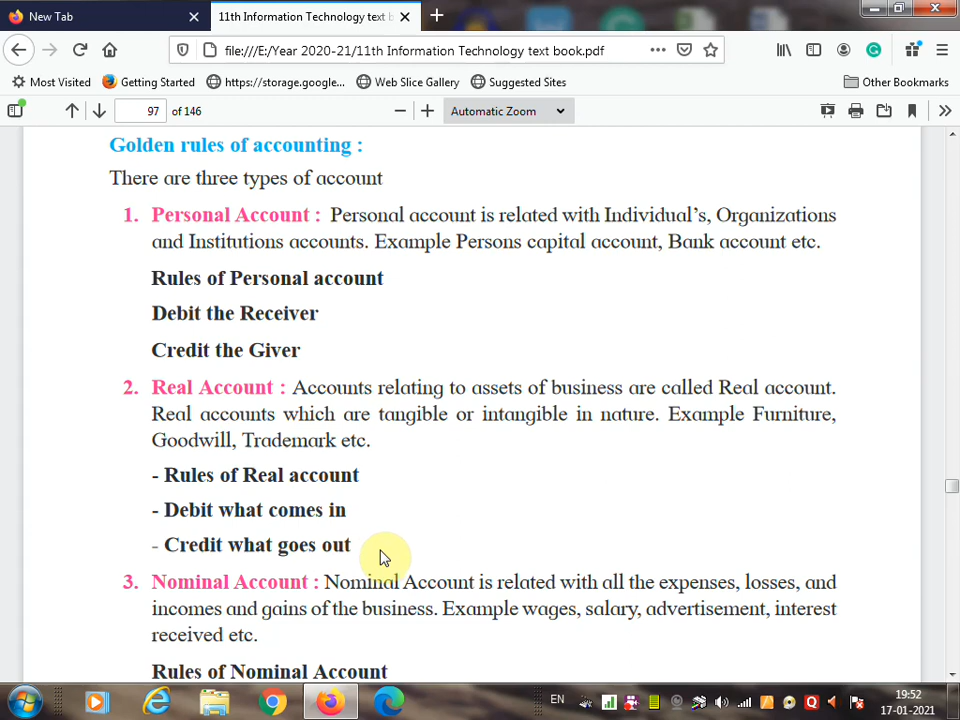 New Tab
11th Information Technology text b
file:///E:/Year 2020-21/11th Information Technology text book.pdf
Most Visited
Getting Started
https://storage.google...
Web Slice Gallery
Suggested Sites
Other Bookmarks
97 of 146
Automatic Zoom
Golden rules of accounting :
There are three types of account
1. Personal Account : Personal account is related with Individual's, Organizations
and Institutions accounts. Example Persons capital account, Bank account etc.
Rules of Personal account
Debit the Receiver
Credit the Giver
2. Real Account : Accounts relating to assets of business are called Real account.
Real accounts which are tangible or intangible in nature. Example Furniture,
Goodwill, Trademark etc.
- Rules of Real account
- Debit what comes in
- Credit what goes out
3. Nominal Account : Nominal Account is related with all the expenses, losses, and
incomes and gains of the business. Example wages, salary, advertisement, interest
received etc.
Rules of Nominal Account
EN
19:52
17-01-2021